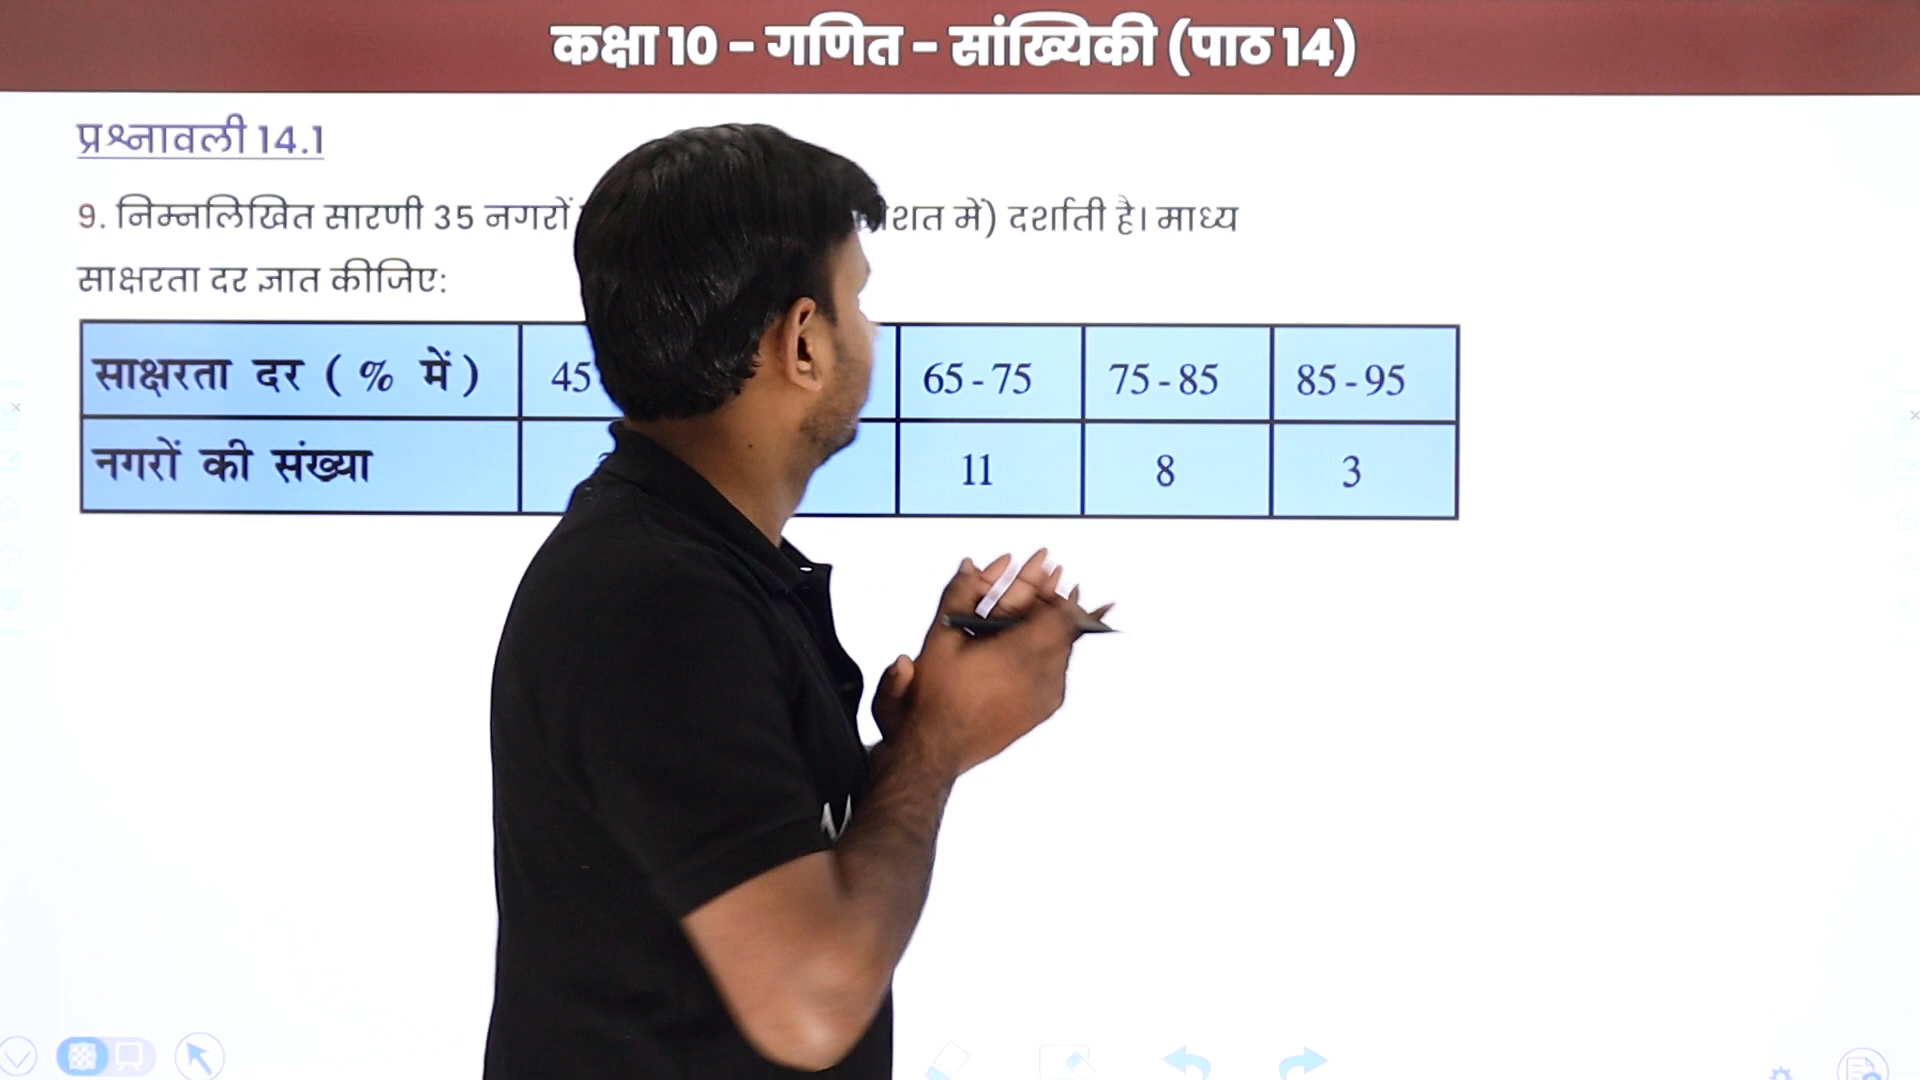 कक्षा 10 - गणित - सांख्यिकी (पाठ 14)
प्रश्नावली 14.1
9. निम्नलिखित सारणी 35 नगरों में) दर्शाती है। माध्य
साक्षरता दर ज्ञात कीजिए:
साक्षरता दर ( % में ) 45 65 - 75 75 - 85 85 - 95
नगरों की संख्या 11 8 3